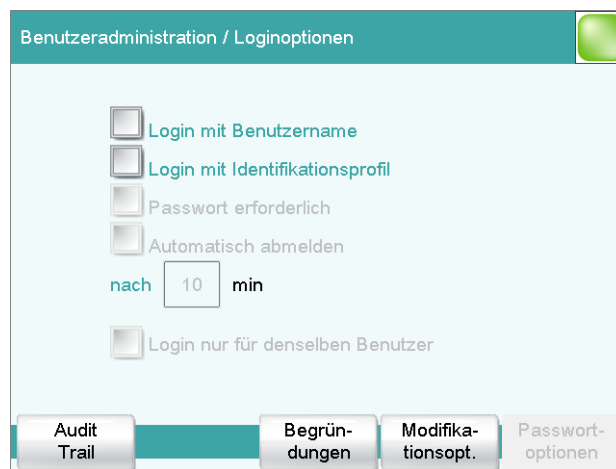 Benutzeradministration / Loginoptionen
Login mit Benutzername
Login mit Identifikationsprofil
Passwort erforderlich
Automatisch abmelden
nach 10 min
Login nur für denselben Benutzer
Audit Trail
Begrün-
dungen
Modifika-
tionsopt.
Passwort-
optionen